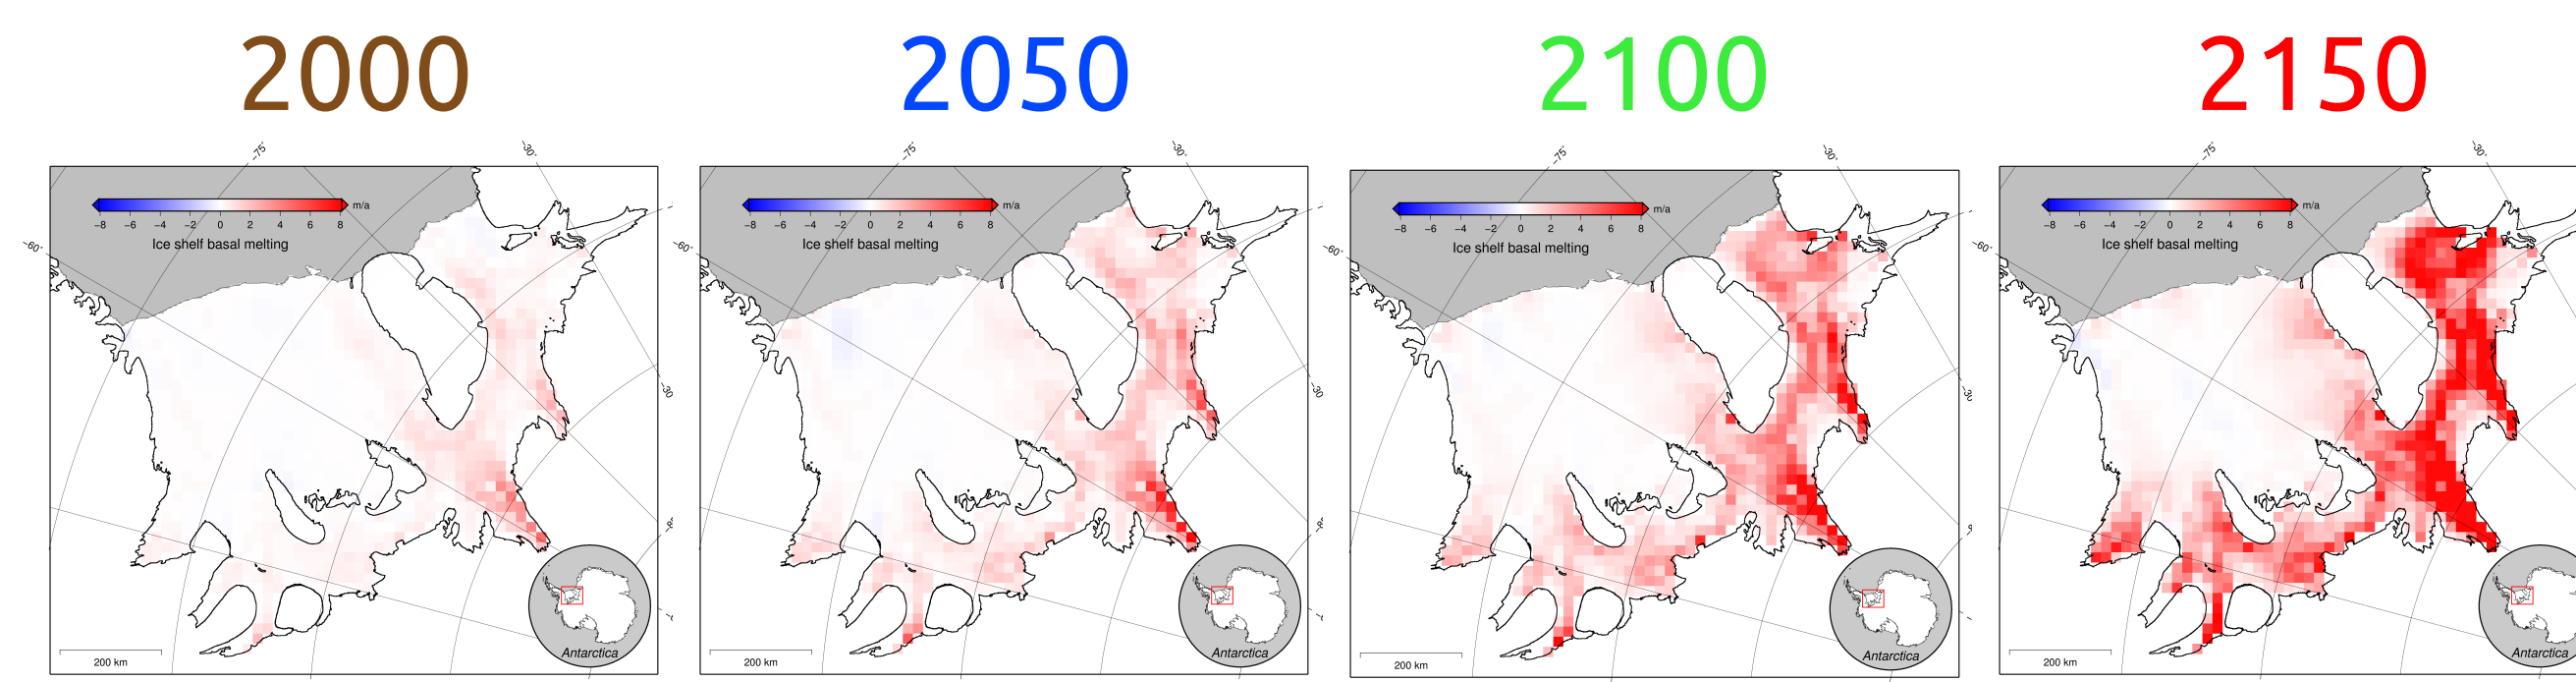 2000 2050 2100 2150
−75° −30° −75° −30° −75° −30° −75° −30°
−60° −8 −6 −4 −2 0 2 4 6 8 m/a
Ice shelf basal melting
−60° −8 −6 −4 −2 0 2 4 6 8 m/a
Ice shelf basal melting
−60° −8 −6 −4 −2 0 2 4 6 8 m/a
Ice shelf basal melting
−60° −8 −6 −4 −2 0 2 4 6 8 m/a
Ice shelf basal melting
−30 −30
200 km Antarctica
200 km Antarctica
200 km Antarctica
200 km Antarctica